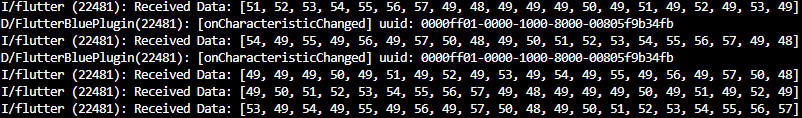 I/flutter (22481): Received Data: [51, 52, 53, 54, 55, 56, 57, 49, 48, 49, 49, 49, 50, 49, 51, 49, 52, 49, 53, 49]
D/FlutterBluePlugin(22481): [onCharacteristicChanged] uuid: 0000ff01-0000-1000-8000-00805f9b34fb
I/flutter (22481): Received Data: [54, 49, 55, 49, 56, 49, 57, 50, 48, 49, 50, 51, 52, 53, 54, 55, 56, 57, 49, 48]
D/FlutterBluePlugin(22481): [onCharacteristicChanged] uuid: 0000ff01-0000-1000-8000-00805f9b34fb
I/flutter (22481): Received Data: [49, 49, 49, 50, 49, 51, 49, 52, 49, 53, 49, 54, 49, 55, 49, 56, 49, 57, 50, 48]
I/flutter (22481): Received Data: [49, 50, 51, 52, 53, 54, 55, 56, 57, 49, 48, 49, 49, 49, 50, 49, 51, 49, 52, 49]
I/flutter (22481): Received Data: [53, 49, 54, 49, 55, 49, 56, 49, 57, 50, 48, 49, 50, 51, 52, 53, 54, 55, 56, 57]